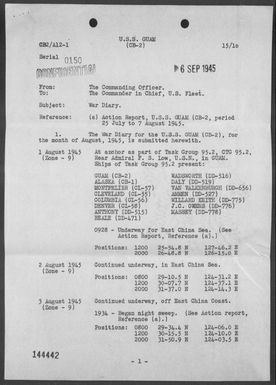 U.S.S. GUAM
CB2/A12-1 (CB-2) 15/lo
Serial 0150
CONFIDENTIAL
6 SEP 1945
From: The Commanding Officer.
To: The Commander in Chief, U.S. Fleet.
Subject: War Diary.
Reference: (a) Action Report, U.S.S. GUAM (CB-2), period
25 July to 7 August 1945.
1. The War Diary for the U.S.S. GUAM (CB-2), for
the month of August, 1945, is submitted herewith.
1 August 1945 At anchor as part of Task Group 95.2, CTG 95.2,
(Zone - 9) Rear Admiral F. S. Low, U.S.N., in GUAM.
Ships of Task Group 95.2 present:
GUAM (CB-2) WADSWORTH (DD-516)
ALASKA (CB-1) DALY (DD-519)
MONTPELIER (CL-57) VAN VALKENBURGH (DD-656)
CLEVELAND (CL-55) AMMEN (DD-527)
COLUMBIA (CL-56) WILLARD KEITH (DD-775)
DENVER (CL-58) J.C. OWENS (DD-776)
ANTHONY (DD-515) MASSEY (DD-778)
BEALE (DD-471)
0928 - Underway for East China Sea. (See
Action Report, Reference (a).)
Positions: 1200 25-54.8 N 127-46.2 E
2000 26-48.8 N 126-15.0 E
2 August 1945 Continued underway, in East China Sea.
(Zone - 9)
Positions: 0800 29-10.5 N 124-31.2 E
1200 30-07.7 N 124-37.7 E
2000 31-37.2 N 124-14.1 E
3 August 1945 Continued underway, off East China Coast.
(Zone - 9)
1934 - Began night sweep. (See Action report,
Reference (a).)
Positions: 0800 29-34.4 N 124-06.0 E
1200 30-15.5 N 124-10.0 E
2000 31-50.9 N 124-03.5 E
144442
- 1 -